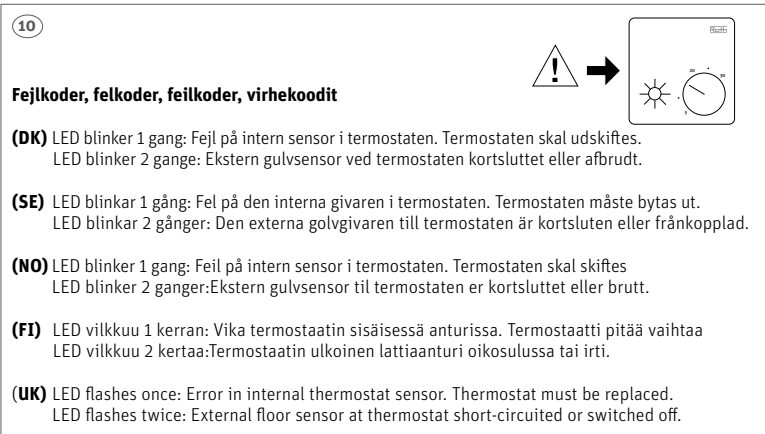 10
Roth
20
30
5
Fejlkoder, felkoder, feilkoder, virhekoodit
(DK) LED blinker 1 gang: Fejl på intern sensor i termostaten. Termostaten skal udskiftes.
LED blinker 2 gange: Ekstern gulvsensor ved termostaten kortsluttet eller afbrudt.
(SE) LED blinkar 1 gång: Fel på den interna givaren i termostaten. Termostaten måste bytas ut.
LED blinkar 2 gånger: Den externa golvgivaren till termostaten är kortsluten eller frånkopplad.
(NO) LED blinker 1 gang: Feil på intern sensor i termostaten. Termostaten skal skiftes
LED blinker 2 ganger:Ekstern gulvsensor til termostaten er kortsluttet eller brutt.
(FI) LED vilkkuu 1 kerran: Vika termostaatin sisäisessä anturissa. Termostaatti pitää vaihtaa
LED vilkkuu 2 kertaa:Termostaatin ulkoinen lattiaanturi oikosulussa tai irti.
(UK) LED flashes once: Error in internal thermostat sensor. Thermostat must be replaced.
LED flashes twice: External floor sensor at thermostat short-circuited or switched off.